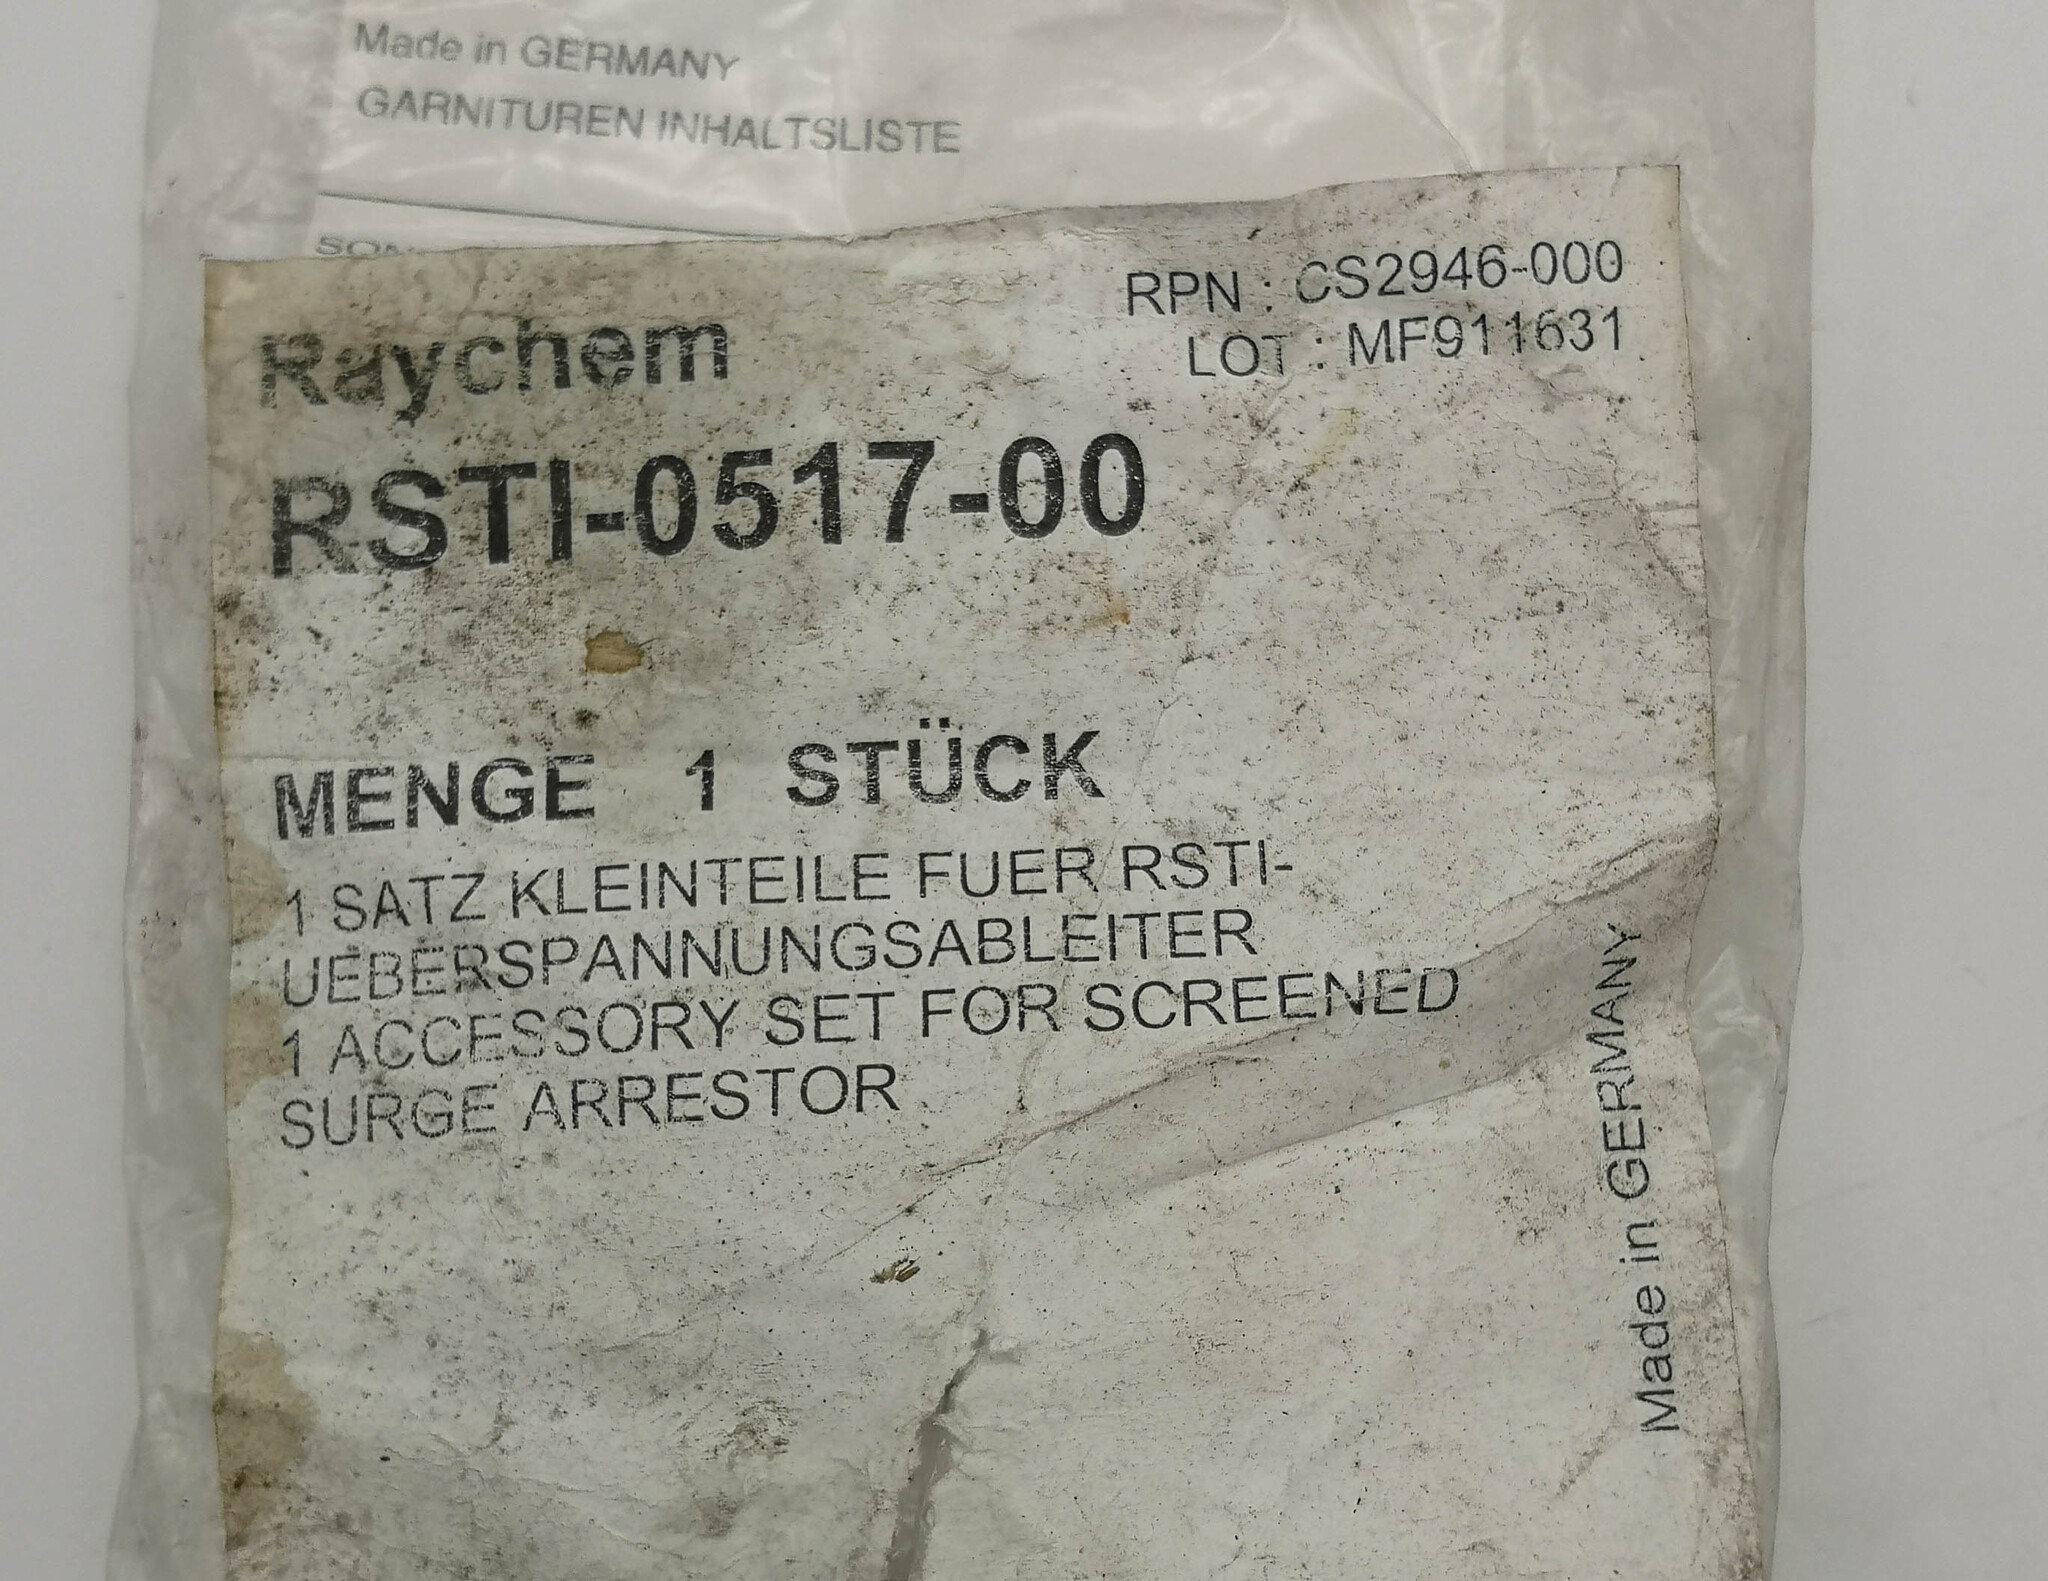 Made in GERMANY
GARNITUREN INHALTSLISTE
Raychem
RPN : CS2946-000
LOT : MF911631
RSTI-0517-00
MENGE 1 STÜCK
1 SATZ KLEINTEILE FUER RSTI-
UEBERSPANNUNGSABLEITER
1 ACCESSORY SET FOR SCREENED
SURGE ARRESTOR
Made in GERMANY